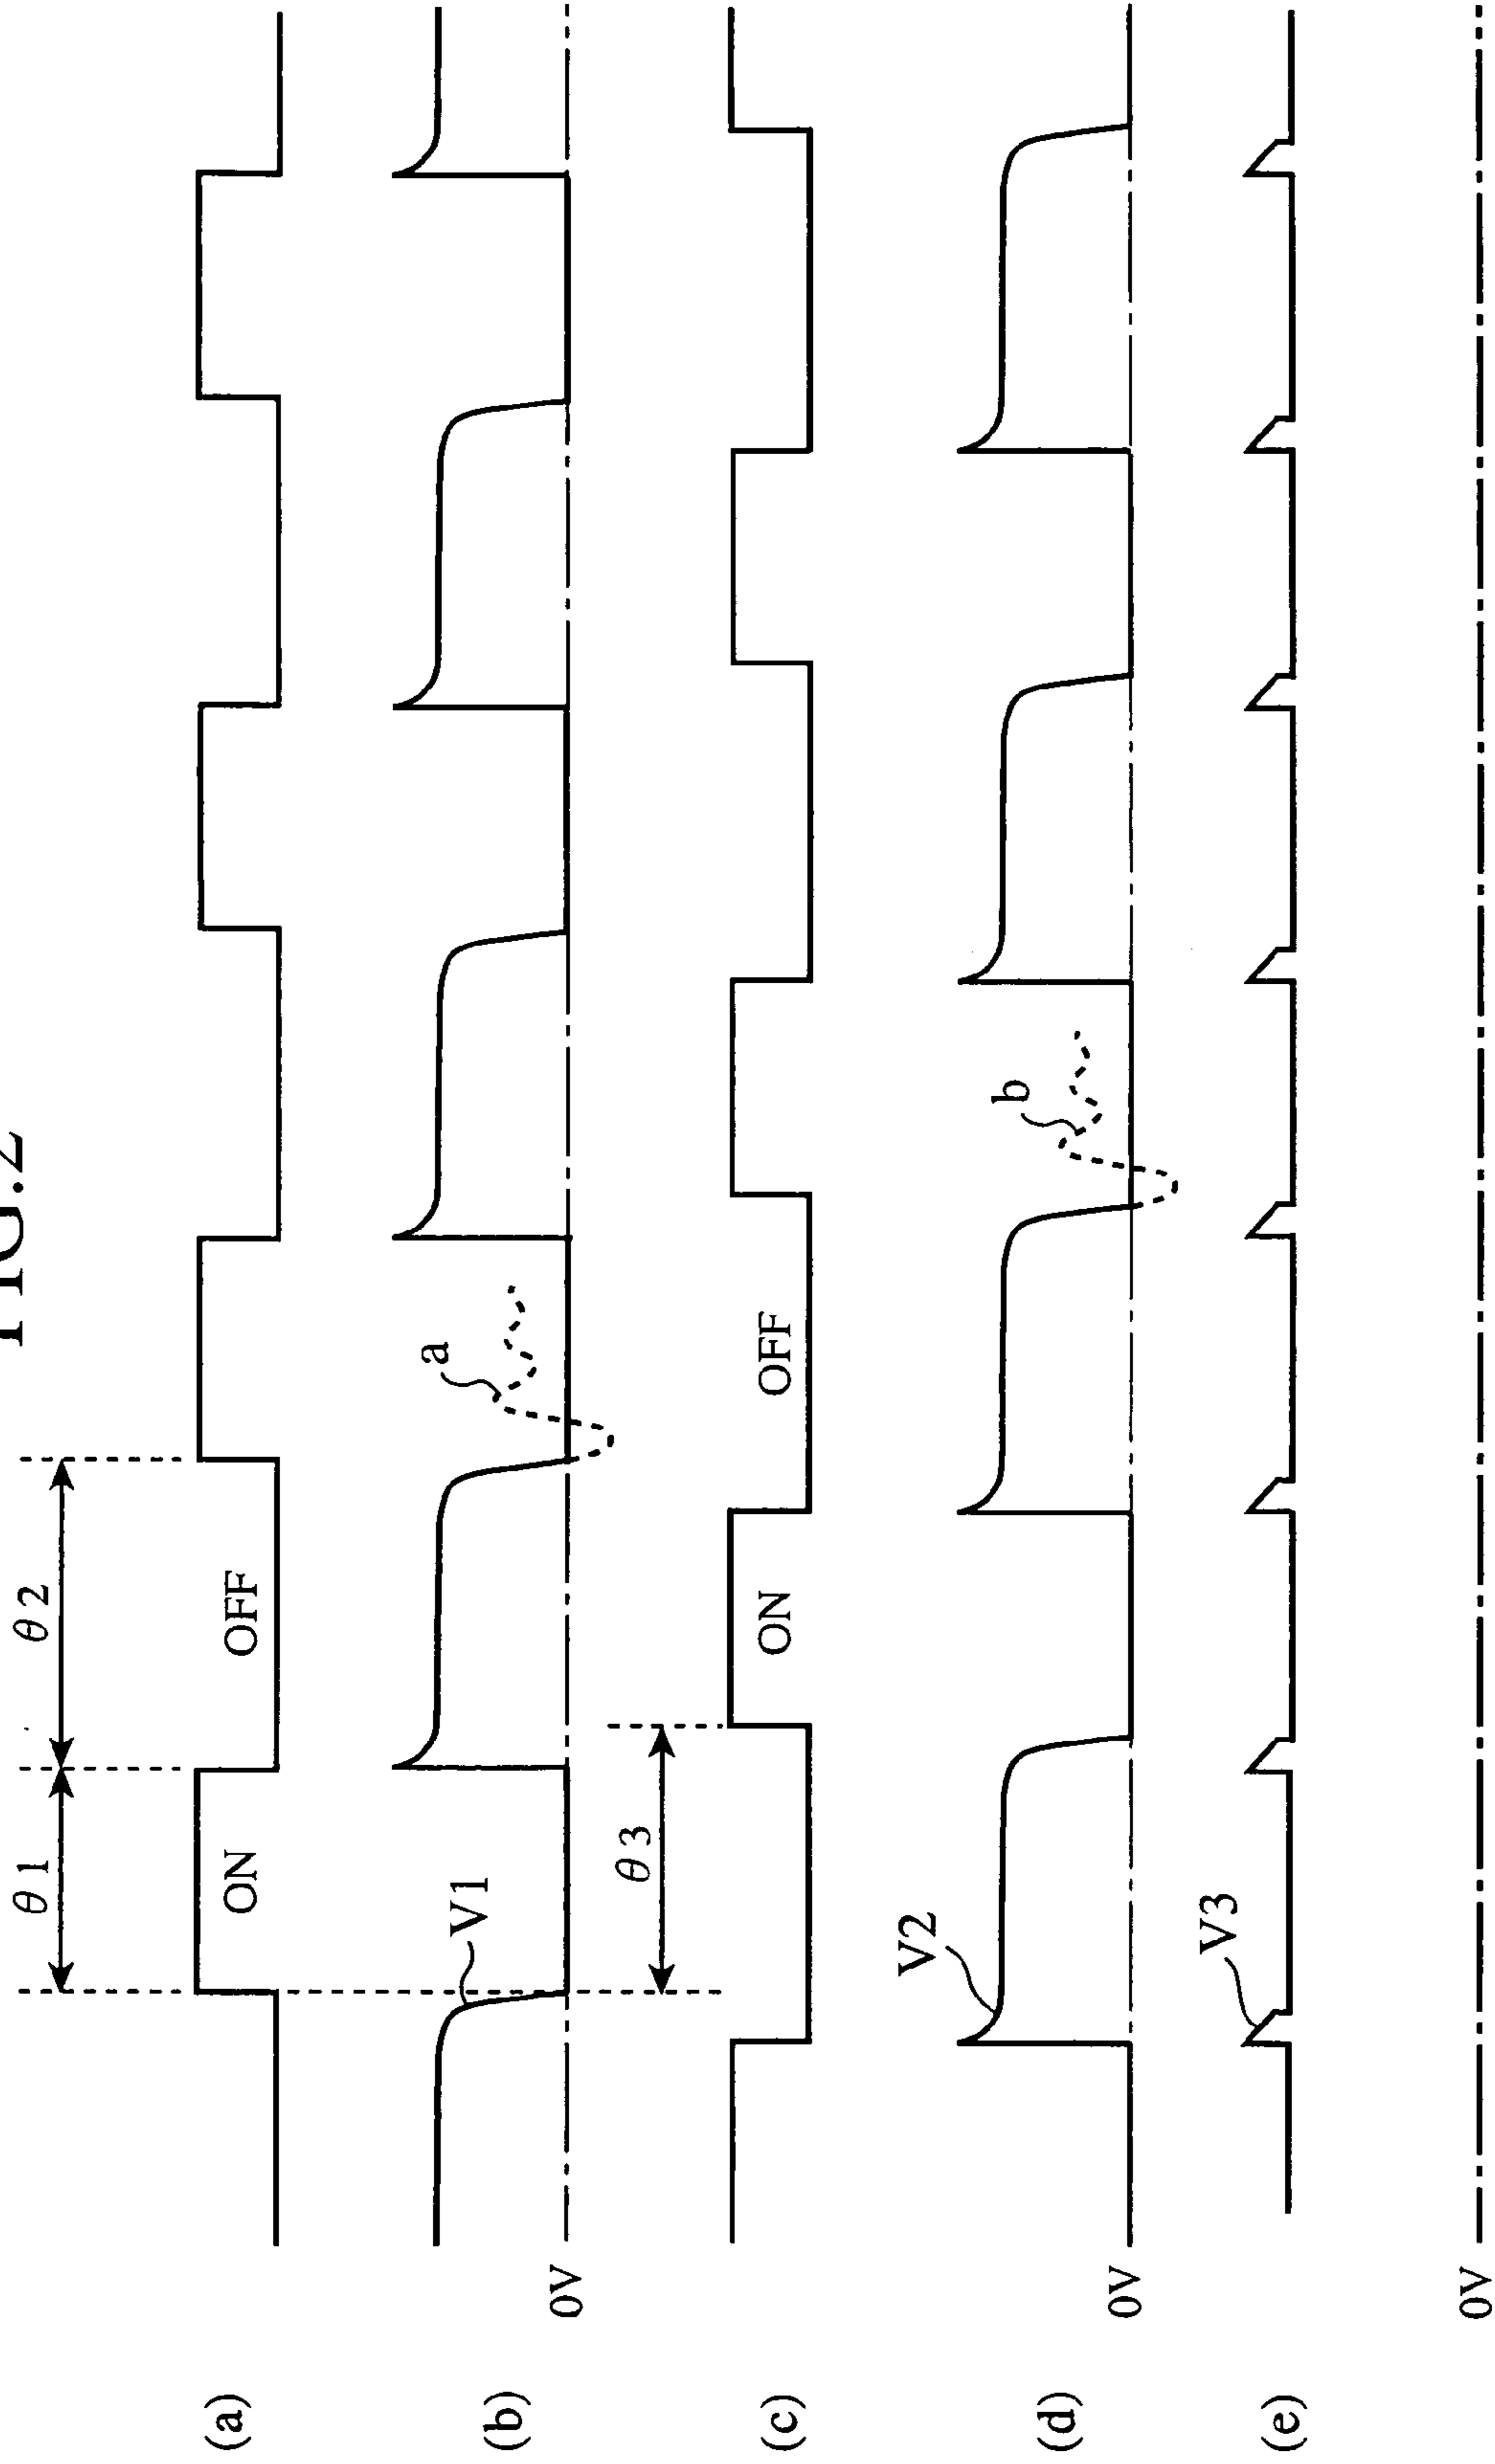 FIG.2
θ1
θ2
(a)
ON
OFF
(b)
V1
a
0V
θ3
(c)
ON
OFF
(d)
V2
b
0V
(e)
V3
0V